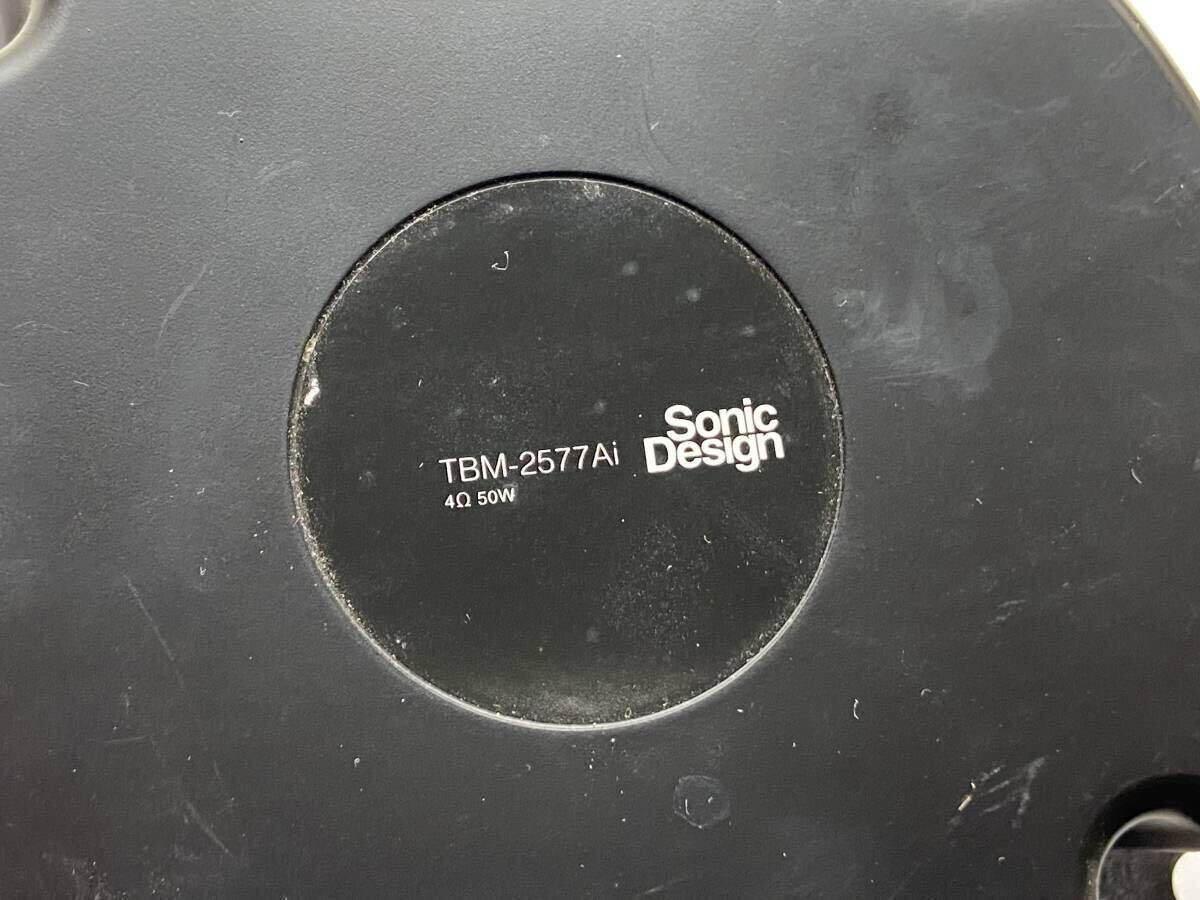 TBM-2577Ai
4Ω 50W
Sonic
Design